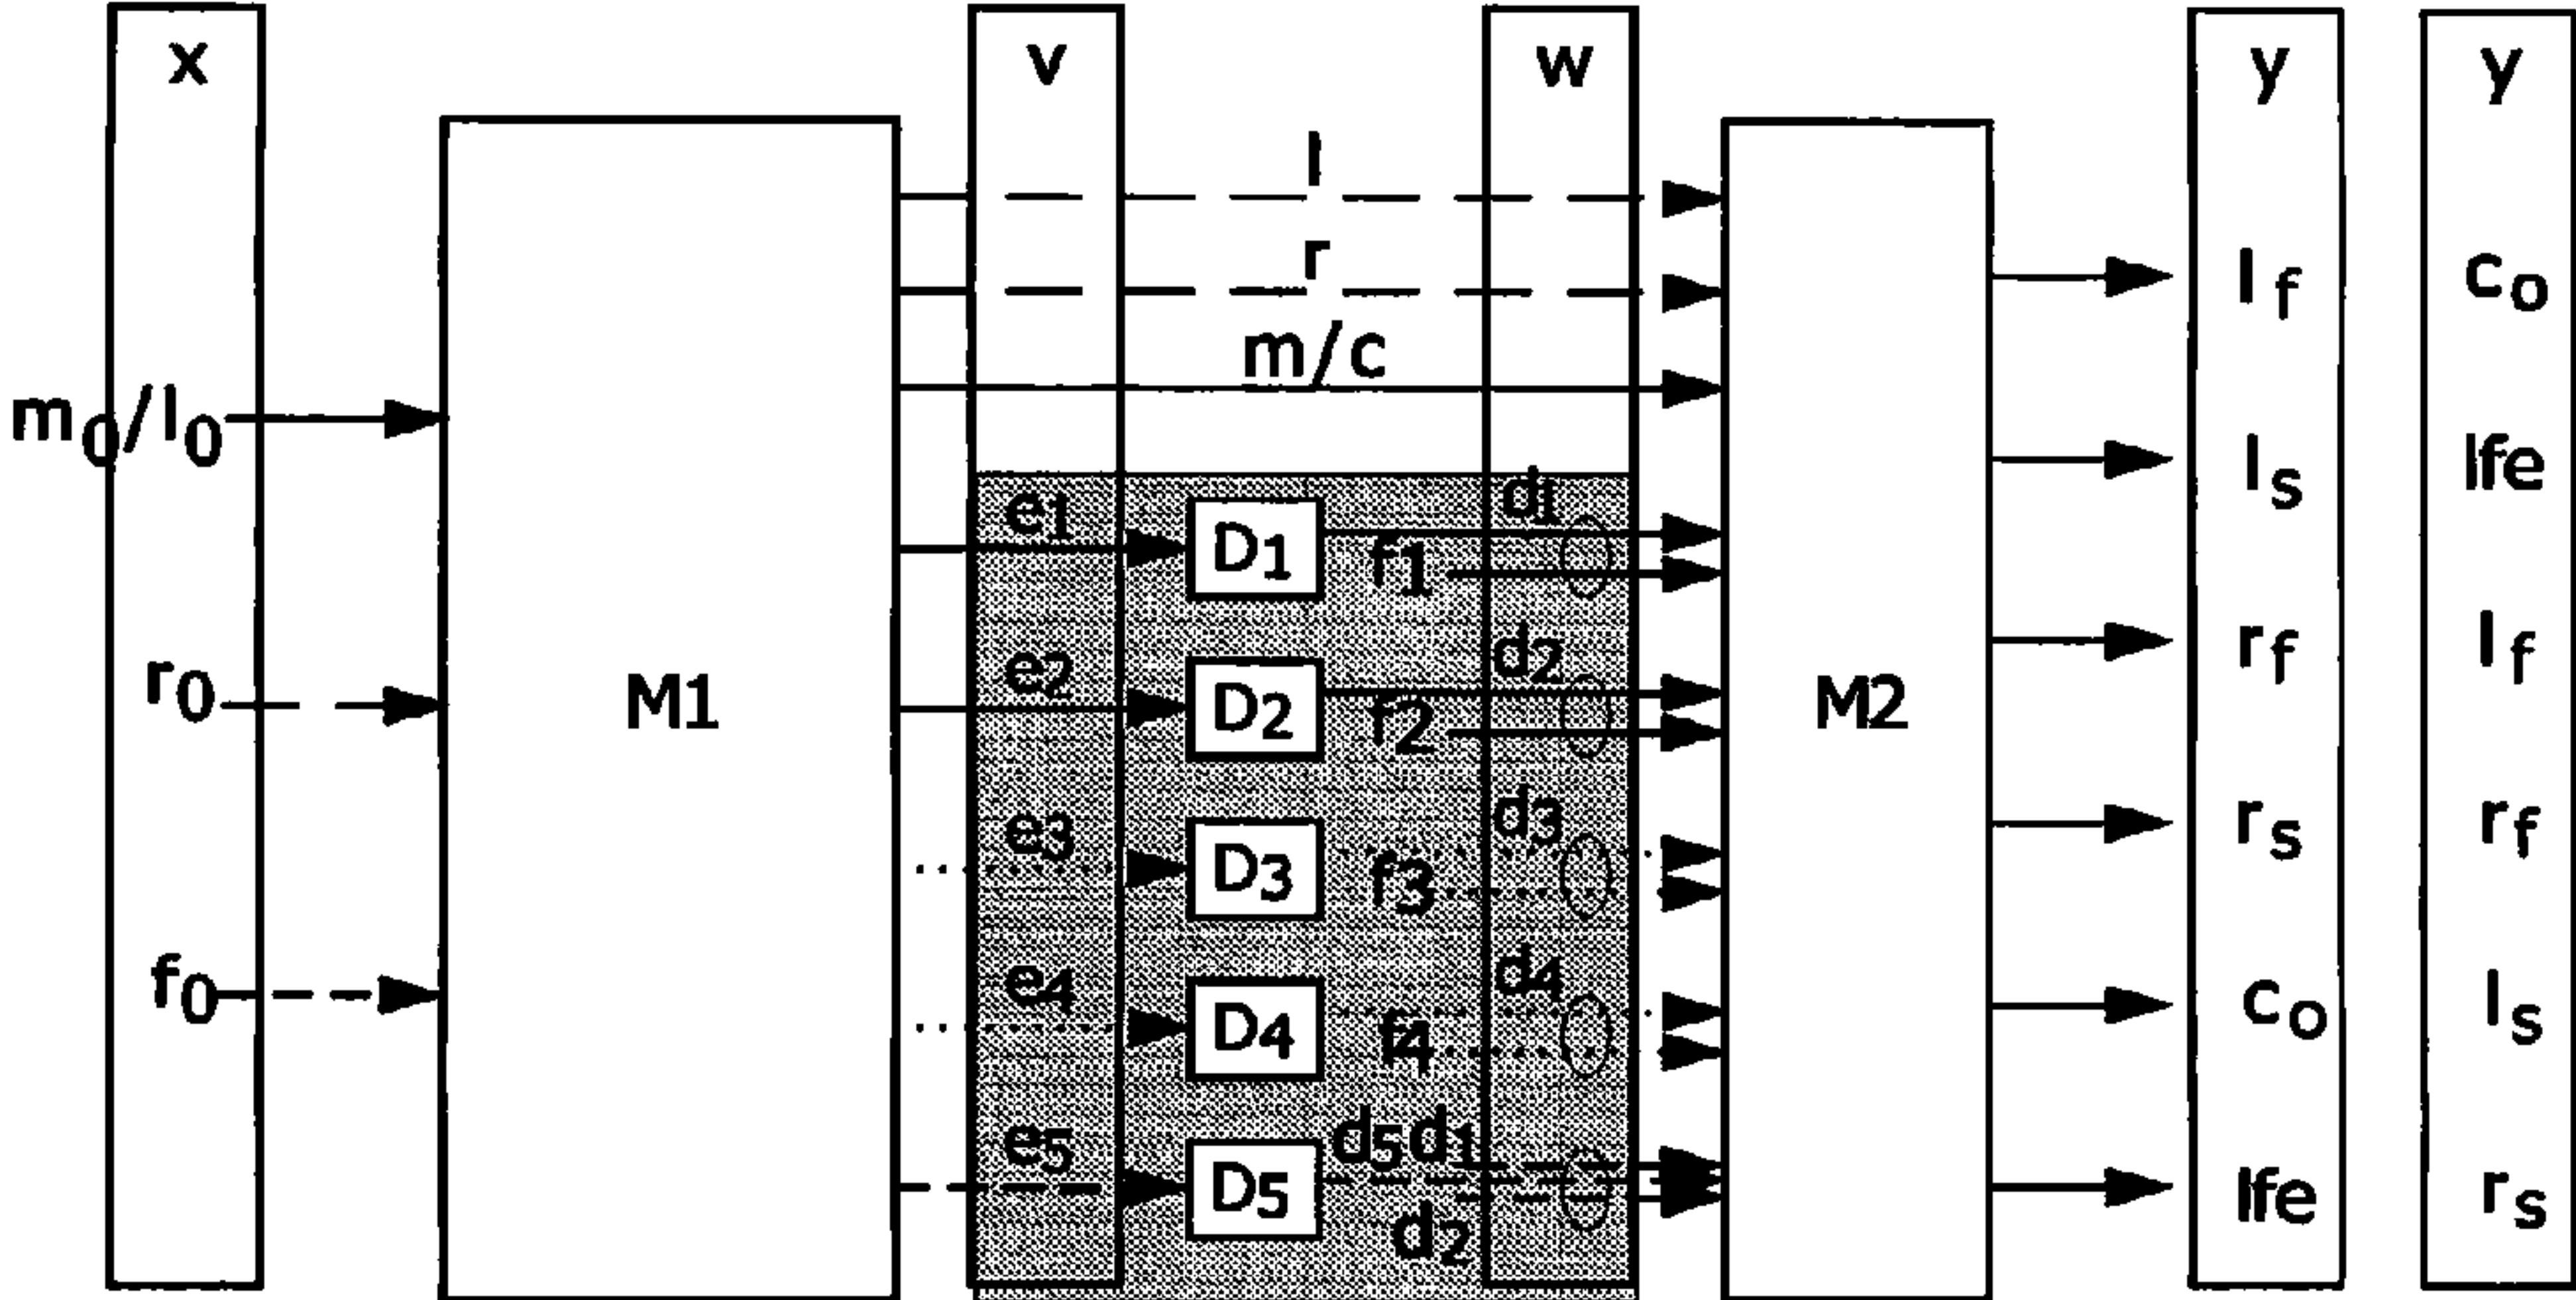 x
v
w
y
y
l
r
m/c
m0/l0
r0
f0
M1
e1
D1
d1
f1
e2
D2
d2
f2
e3
D3
d3
f3
e4
D4
d4
f4
e5
D5
d5 d1
d2
M2
lf
ls
rf
rs
co
lfe
co
lfe
lf
rf
ls
rs